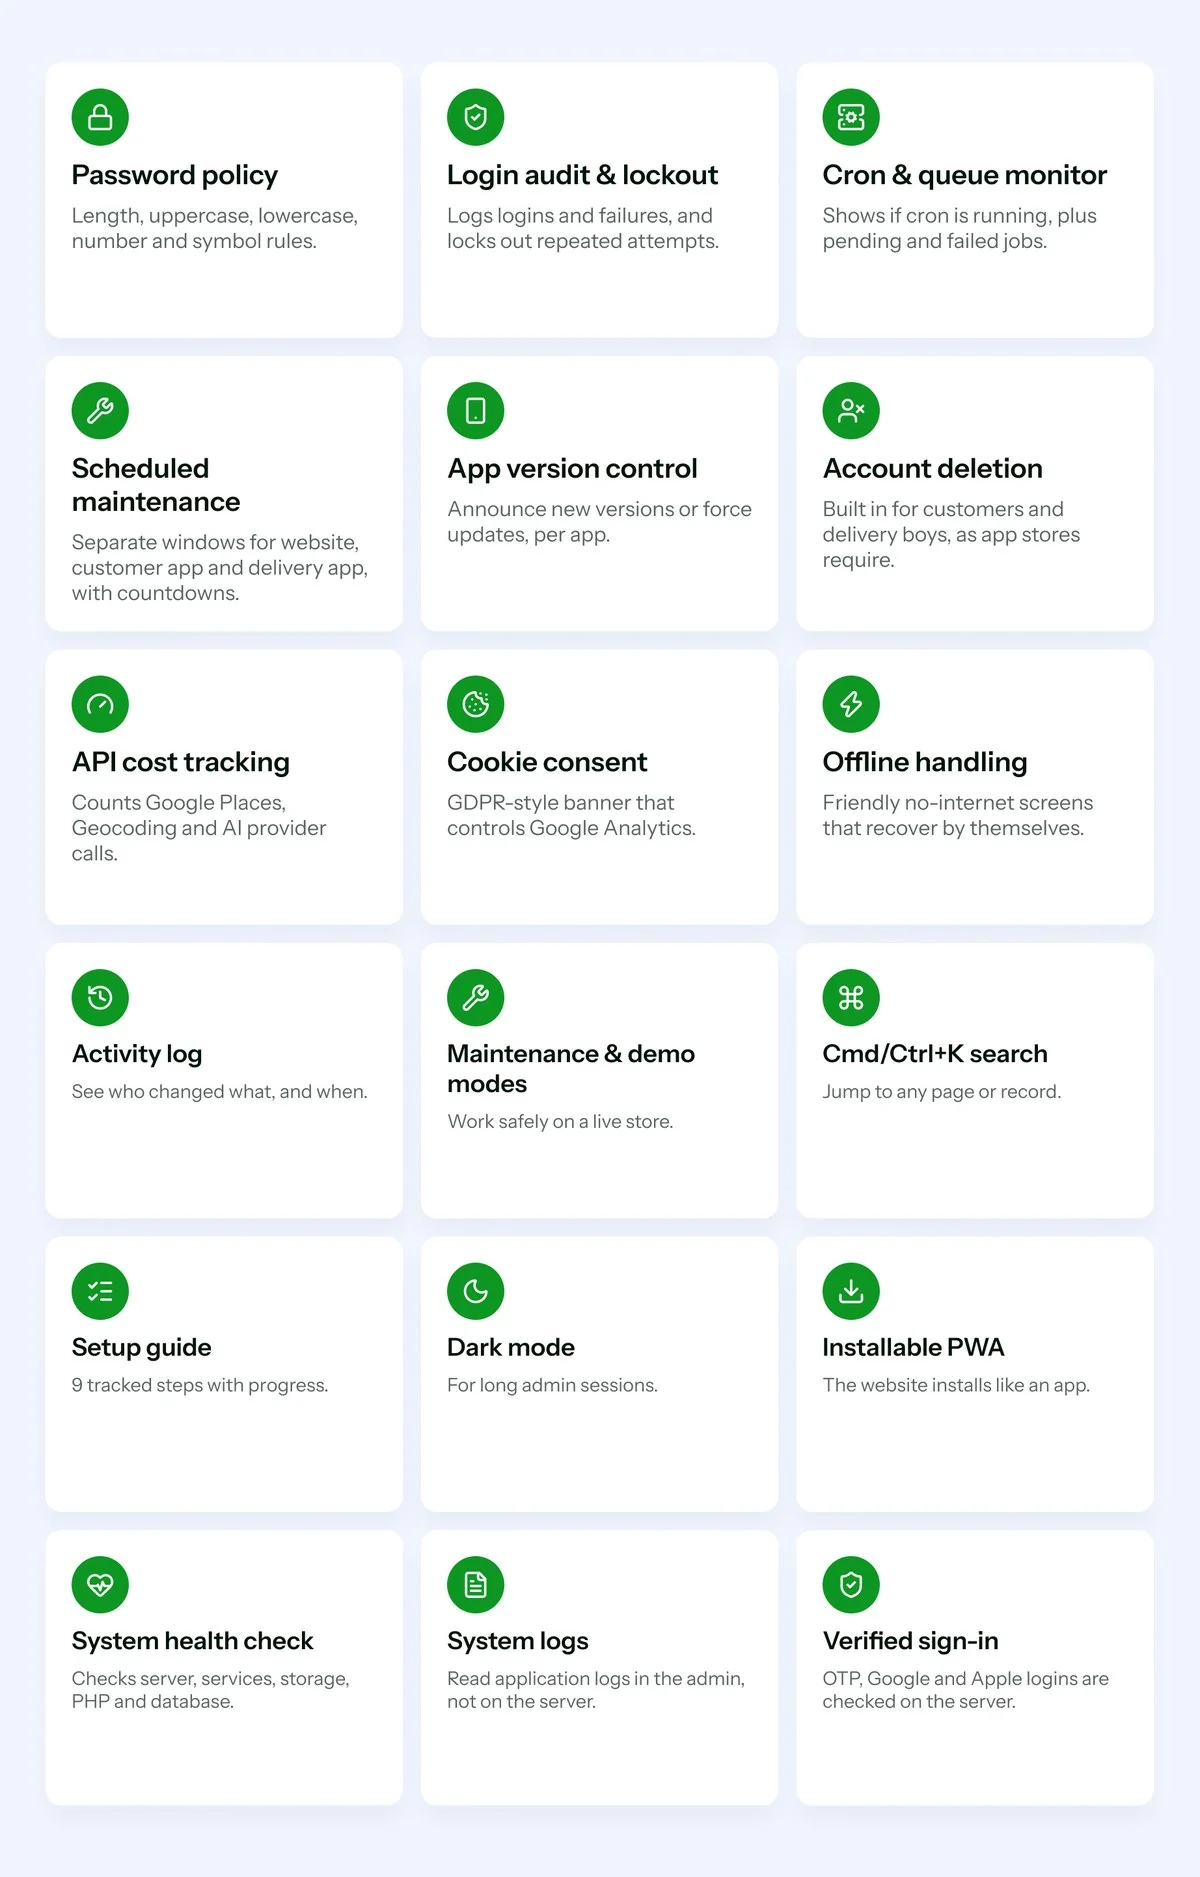 Password policy
Length, uppercase, lowercase,
number and symbol rules.
Login audit & lockout
Logs logins and failures, and
locks out repeated attempts.
Cron & queue monitor
Shows if cron is running, plus
pending and failed jobs.
Scheduled
maintenance
Separate windows for website,
customer app and delivery app,
with countdowns.
App version control
Announce new versions or force
updates, per app.
Account deletion
Built in for customers and
delivery boys, as app stores
require.
API cost tracking
Counts Google Places,
Geocoding and AI provider
calls.
Cookie consent
GDPR-style banner that
controls Google Analytics.
Offline handling
Friendly no-internet screens
that recover by themselves.
Activity log
See who changed what, and when.
Maintenance & demo
modes
Work safely on a live store.
Cmd/Ctrl+K search
Jump to any page or record.
Setup guide
9 tracked steps with progress.
Dark mode
For long admin sessions.
Installable PWA
The website installs like an app.
System health check
Checks server, services, storage,
PHP and database.
System logs
Read application logs in the admin,
not on the server.
Verified sign-in
OTP, Google and Apple logins are
checked on the server.